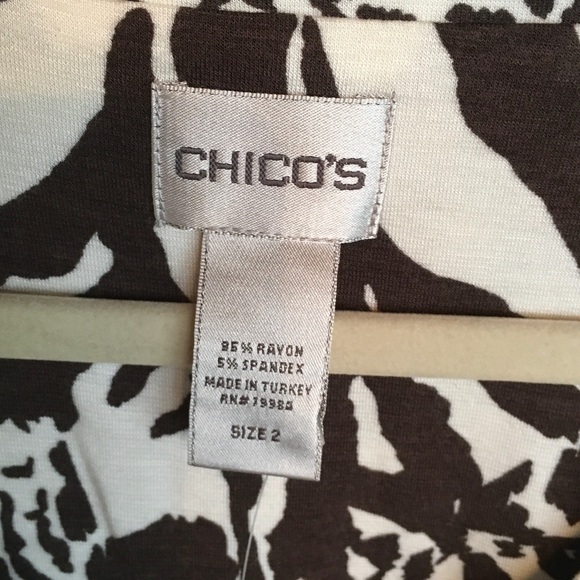 CHICO'S
95% RAYON
5% SPANDEX
MADE IN TURKEY
RN# 79984
SIZE 2